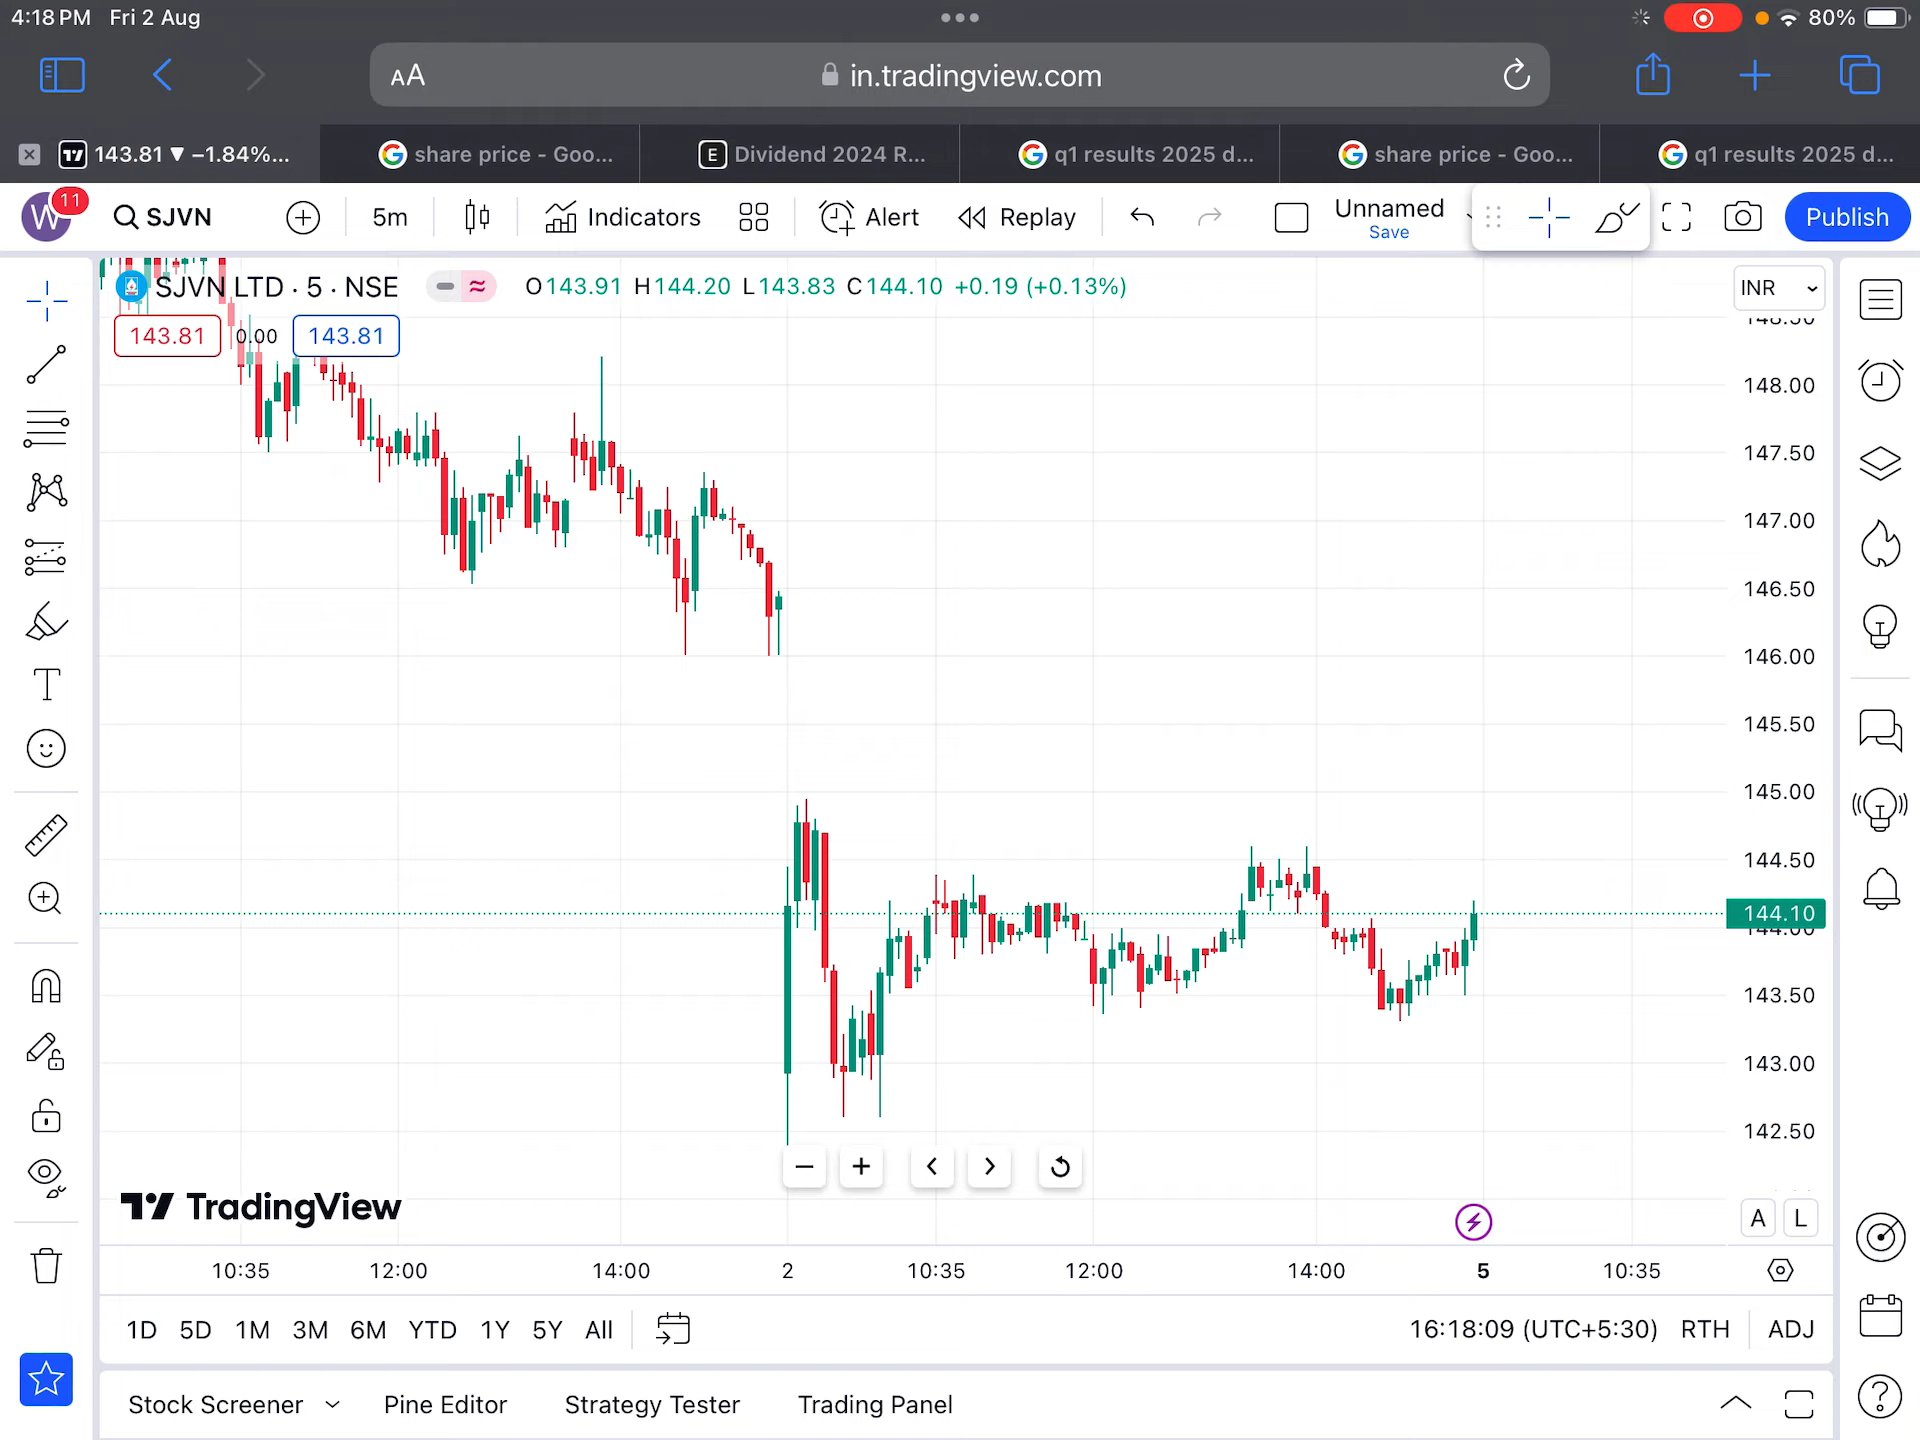 4:18 PM Fri 2 Aug
80%
AA
in.tradingview.com
143.81 ▼ −1.84%...
share price - Goo...
E
Dividend 2024 R...
q1 results 2025 d...
share price - Goo...
q1 results 2025 d...
W
11
SJVN
5m
Indicators
Alert
Replay
Unnamed
Save
Publish
SJVN LTD · 5 · NSE
O143.91 H144.20 L143.83 C144.10 +0.19 (+0.13%)
INR
143.81
0.00
143.81
148.50
148.00
147.50
147.00
146.50
146.00
145.50
145.00
144.50
144.10
144.00
143.50
143.00
142.50
TradingView
A
L
10:35
12:00
14:00
2
10:35
12:00
14:00
5
10:35
1D 5D 1M 3M 6M YTD 1Y 5Y All
16:18:09 (UTC+5:30) RTH ADJ
Stock Screener Pine Editor Strategy Tester Trading Panel